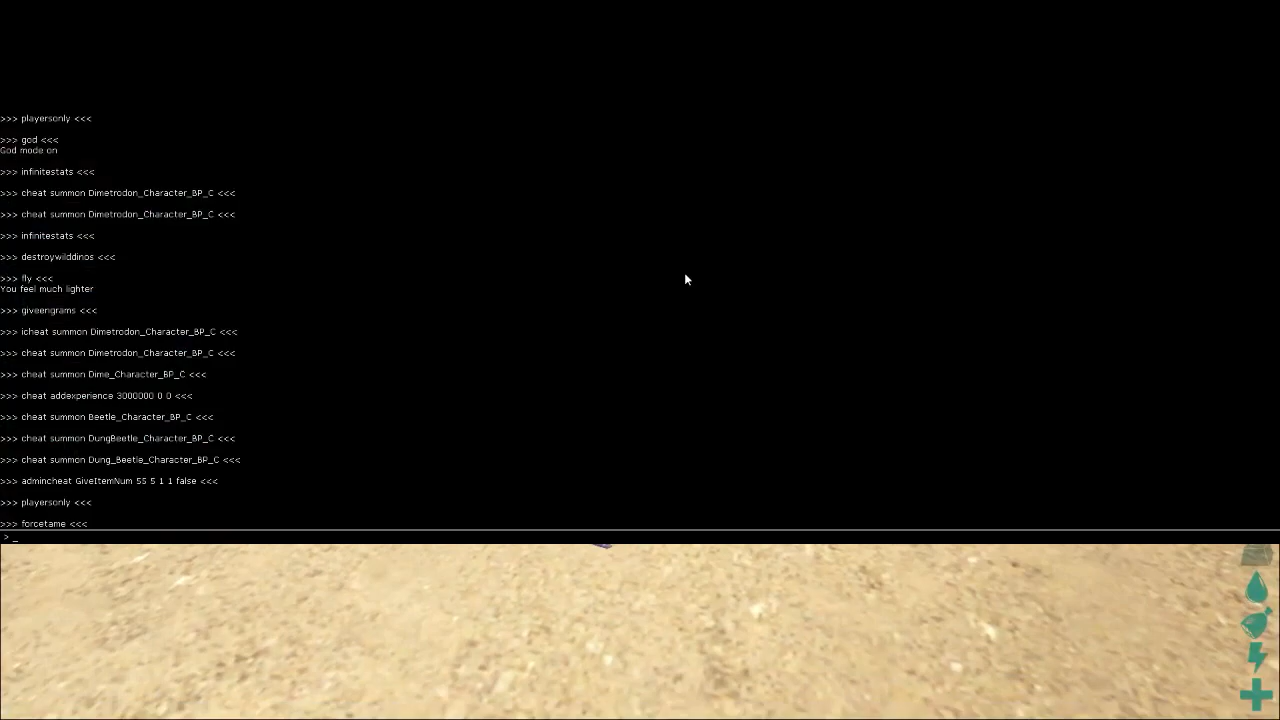 >>> playersonly <<<
>>> god <<<
God mode on
>>> infinitestats <<<
>>> cheat summon Dimetrodon_Character_BP_C <<<
>>> cheat summon Dimetrodon_Character_BP_C <<<
>>> infinitestats <<<
>>> destroywilddinos <<<
>>> fly <<<
You feel much lighter
>>> giveengrams <<<
>>> icheat summon Dimetrodon_Character_BP_C <<<
>>> cheat summon Dimetrodon_Character_BP_C <<<
>>> cheat summon Dime_Character_BP_C <<<
>>> cheat addexperience 3000000 0 0 <<<
>>> cheat summon Beetle_Character_BP_C <<<
>>> cheat summon DungBeetle_Character_BP_C <<<
>>> cheat summon Dung_Beetle_Character_BP_C <<<
>>> admincheat GiveItemNum 55 5 1 1 false <<<
>>> playersonly <<<
>>> forcetame <<<
> _